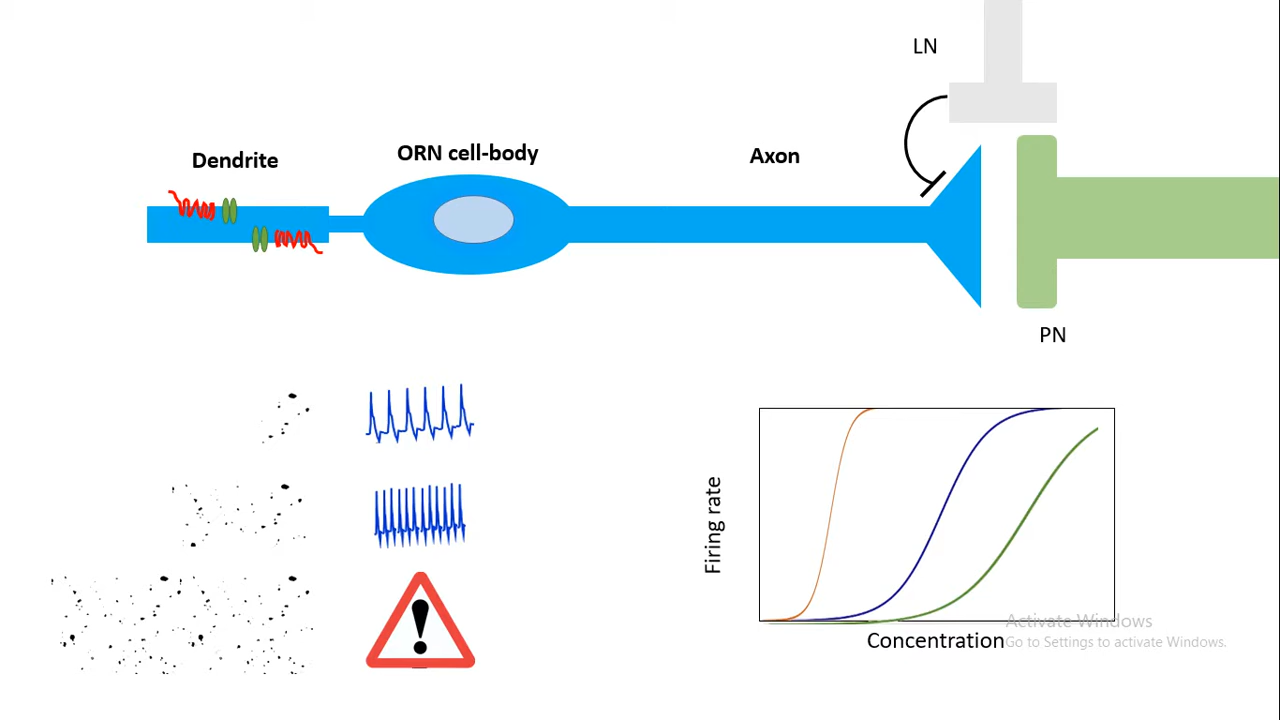 LN
Dendrite
ORN cell-body
Axon
PN
Firing rate
Concentration
Activate Windows
Go to Settings to activate Windows.